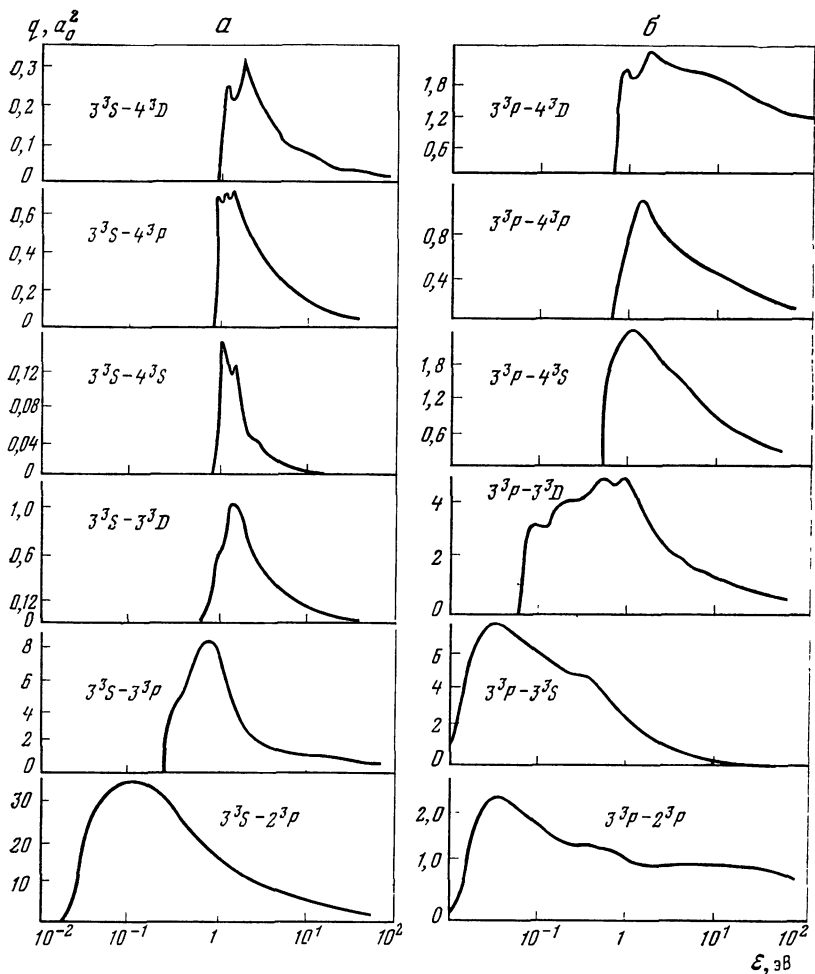 q, a₀² а б
0,3
0,2
0,1
0
3³S–4³D
1,8
1,2
0,6
3³P–4³D
0,6
0,4
0,2
0
3³S–4³P
0,8
0,4
3³P–4³P
0,12
0,08
0,04
0
3³S–4³S
1,8
1,2
0,6
3³P–4³S
1,0
0,6
0,12
0
3³S–3³D
4
2
0
3³P–3³D
8
6
4
2
0
3³S–3³P
6
4
2
0
3³P–3³S
30
20
10
3³S–2³P
2,0
1,0
0
3³P–2³P
10⁻² 10⁻¹ 1 10¹ 10² 10⁻¹ 1 10¹ 10²
ε, эВ